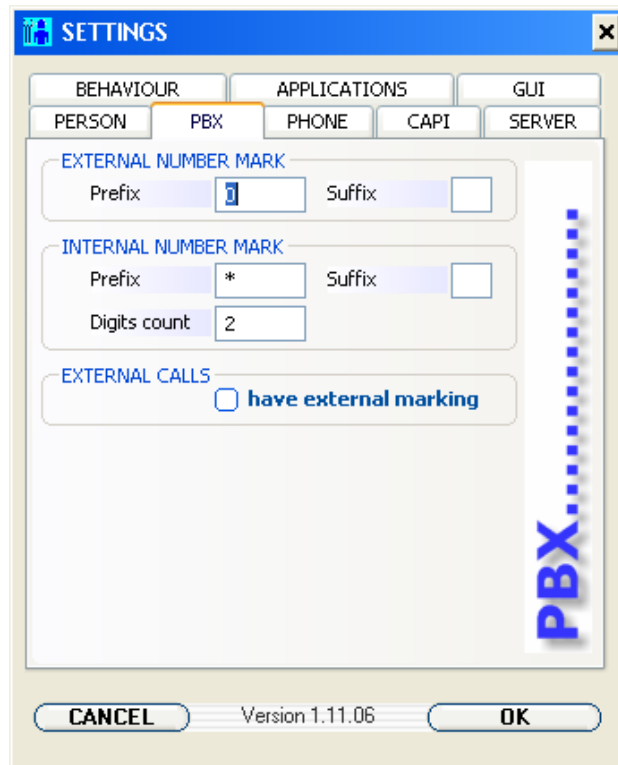 SETTINGS
BEHAVIOUR APPLICATIONS GUI
PERSON PBX PHONE CAPI SERVER
EXTERNAL NUMBER MARK
Prefix 0 Suffix
INTERNAL NUMBER MARK
Prefix * Suffix
Digits count 2
EXTERNAL CALLS
have external marking
PBX..................
CANCEL Version 1.11.06 OK